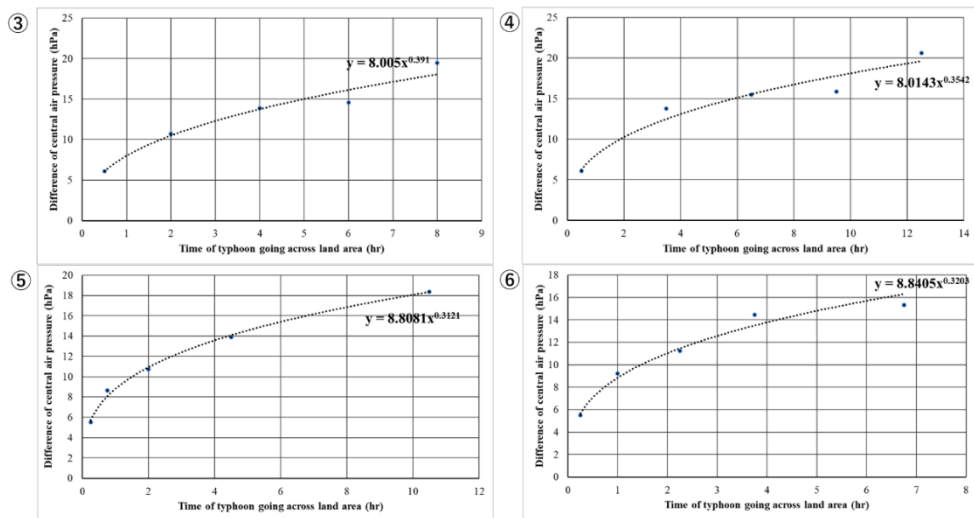 ③
Difference of central air pressure (hPa)
25
20
15
10
5
0
y = 8.005x^0.391
0 1 2 3 4 5 6 7 8 9
Time of typhoon going across land area (hr)
④
Difference of central air pressure (hPa)
25
20
15
10
5
0
y = 8.0143x^0.3542
0 2 4 6 8 10 12 14
Time of typhoon going across land area (hr)
⑤
Difference of central air pressure (hPa)
20
18
16
14
12
10
8
6
4
2
0
y = 8.8081x^0.3121
0 2 4 6 8 10 12
Time of typhoon going across land area (hr)
⑥
Difference of central air pressure (hPa)
18
16
14
12
10
8
6
4
2
0
y = 8.8405x^0.3203
0 1 2 3 4 5 6 7 8
Time of typhoon going across land area (hr)